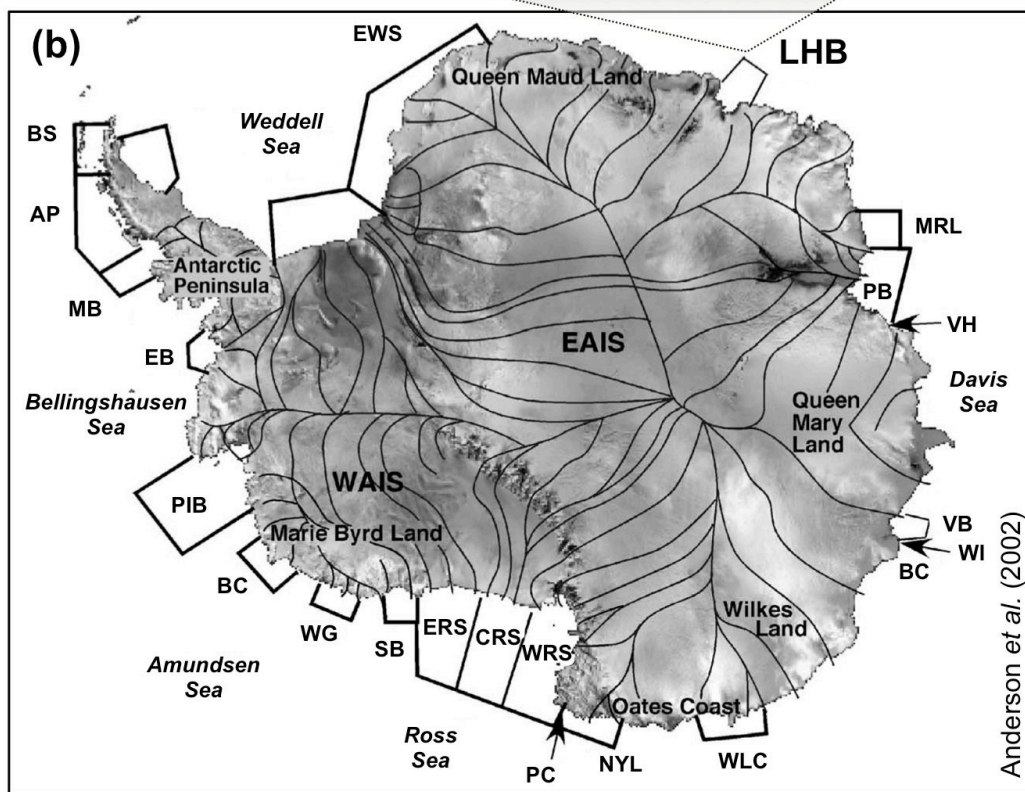 (b)
EWS
LHB
Queen Maud Land
Weddell
Sea
BS
AP
MRL
Antarctic
Peninsula
PB
MB
VH
EAIS
EB
Davis
Sea
Bellingshausen
Sea
Queen
Mary
Land
WAIS
PIB
Marie Byrd Land
VB
WI
BC
BC
WG
SB
ERS
CRS
WRS
Wilkes
Land
Amundsen
Sea
Oates Coast
Ross
Sea
PC
NYL
WLC
Anderson et al. (2002)